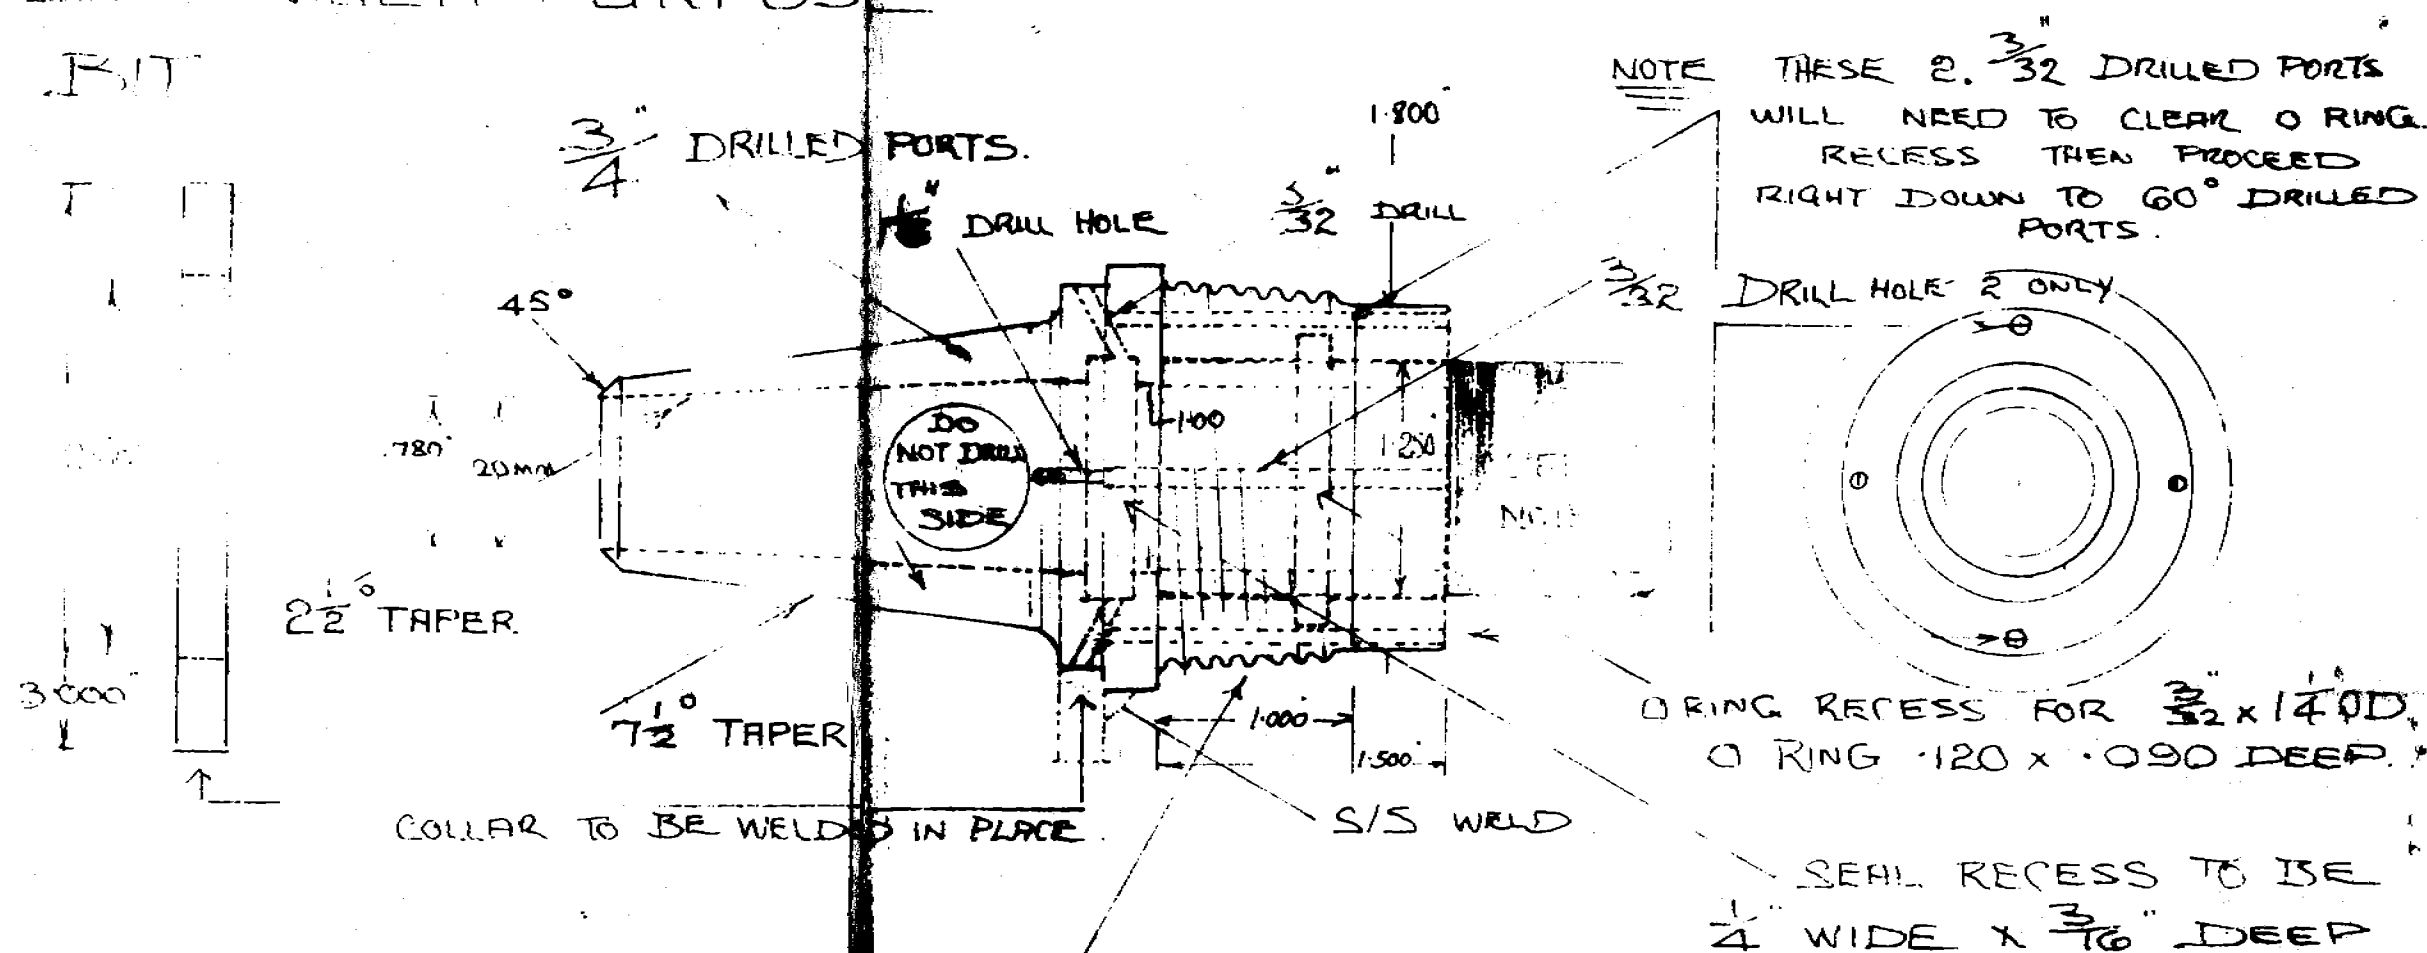 BIT
3/4" DRILLED PORTS.
DRILL HOLE
1.800"
3/32" DRILL
NOTE THESE 2. 3/32" DRILLED PORTS
WILL NEED TO CLEAR O RING.
RECESS THEN PROCEED
RIGHT DOWN TO 60° DRILLED
PORTS.
3/32 DRILL HOLE 2 ONLY
45°
.780"
20MM
DO
NOT DRILL
THIS
SIDE
1.00
2 1/2° TAPER.
3.000"
7 1/2° TAPER
1.000"
1.500"
O RING RECESS FOR 3/32" x 1 1/4" OD.
O RING .120 x .090 DEEP.
COLLAR TO BE WELDED IN PLACE.
S/S WELD
SEAL RECESS TO BE
1/4" WIDE x 3/16" DEEP